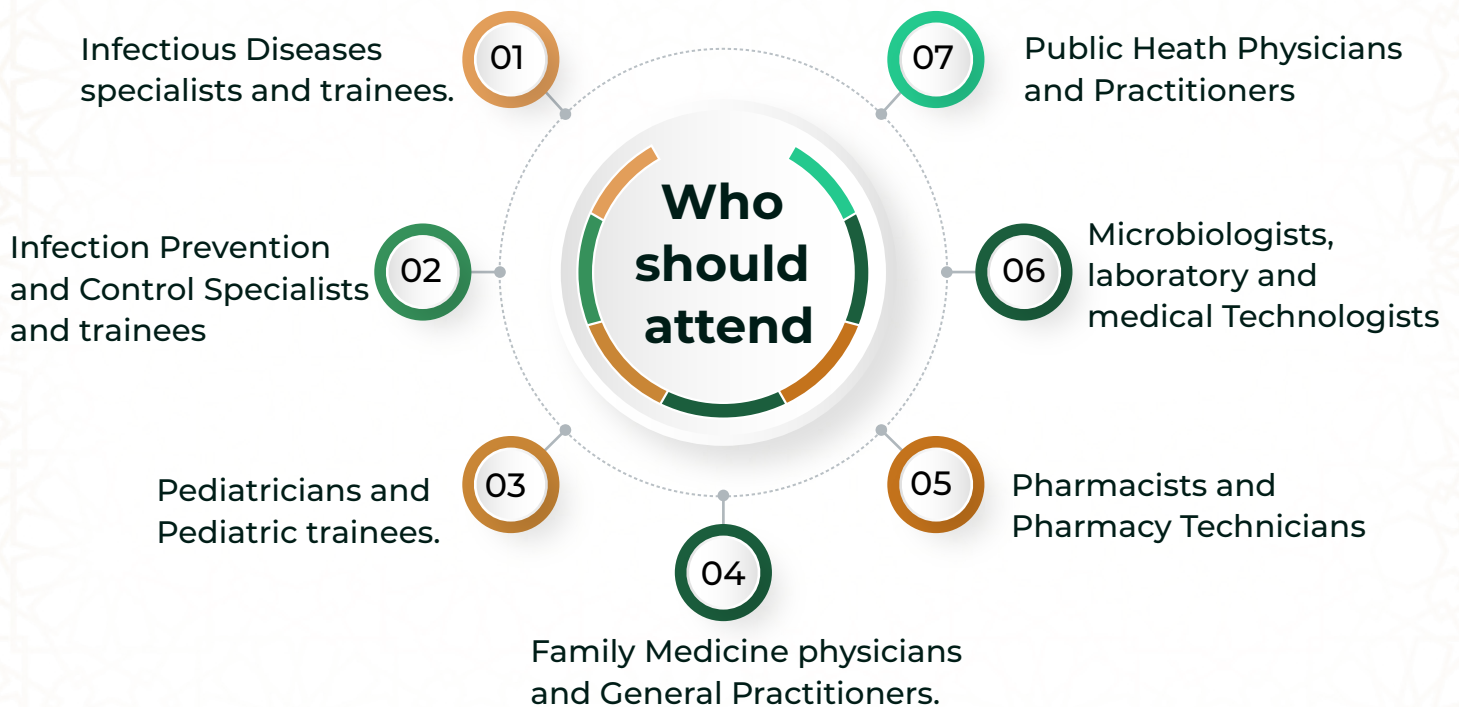 Who
should
attend
01
Infectious Diseases
specialists and trainees.
02
Infection Prevention
and Control Specialists
and trainees
03
Pediatricians and
Pediatric trainees.
04
Family Medicine physicians
and General Practitioners.
05
Pharmacists and
Pharmacy Technicians
06
Microbiologists,
laboratory and
medical Technologists
07
Public Heath Physicians
and Practitioners